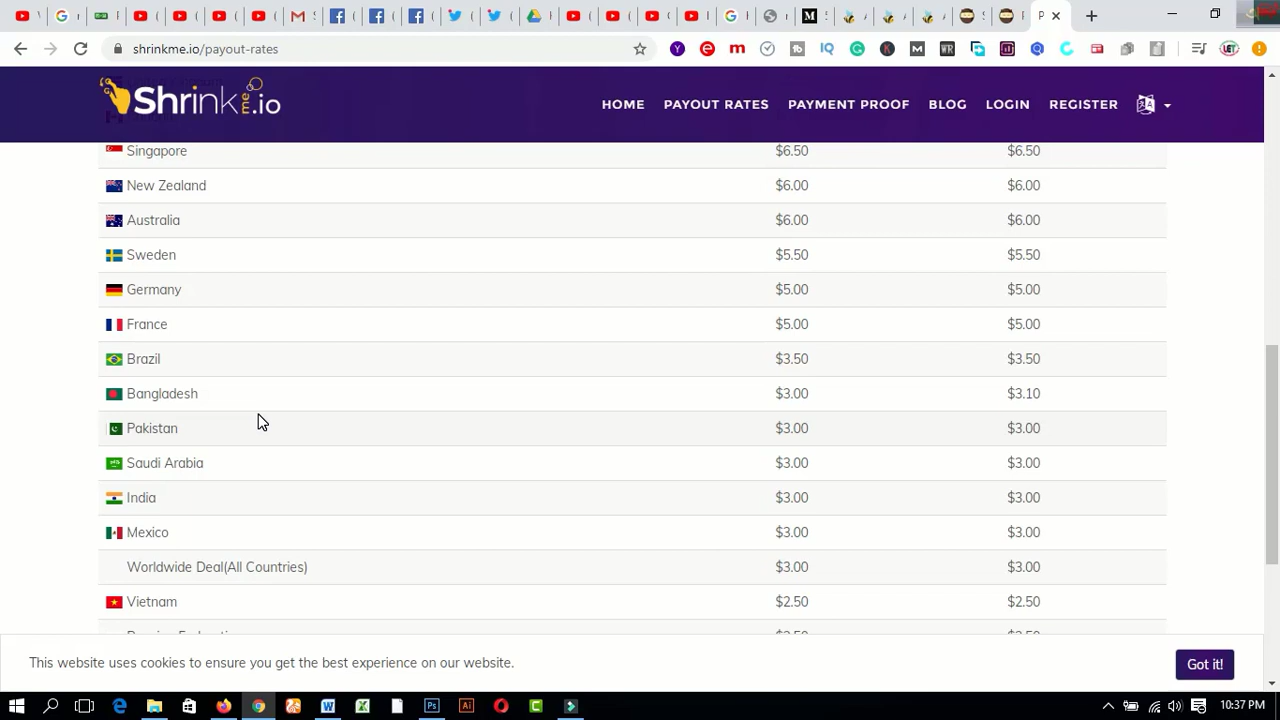 shrinkme.io/payout-rates
Shrinkme.io
HOME PAYOUT RATES PAYMENT PROOF BLOG LOGIN REGISTER
Singapore $6.50 $6.50
New Zealand $6.00 $6.00
Australia $6.00 $6.00
Sweden $5.50 $5.50
Germany $5.00 $5.00
France $5.00 $5.00
Brazil $3.50 $3.50
Bangladesh $3.00 $3.10
Pakistan $3.00 $3.00
Saudi Arabia $3.00 $3.00
India $3.00 $3.00
Mexico $3.00 $3.00
Worldwide Deal(All Countries) $3.00 $3.00
Vietnam $2.50 $2.50
This website uses cookies to ensure you get the best experience on our website.
Got it!
10:37 PM